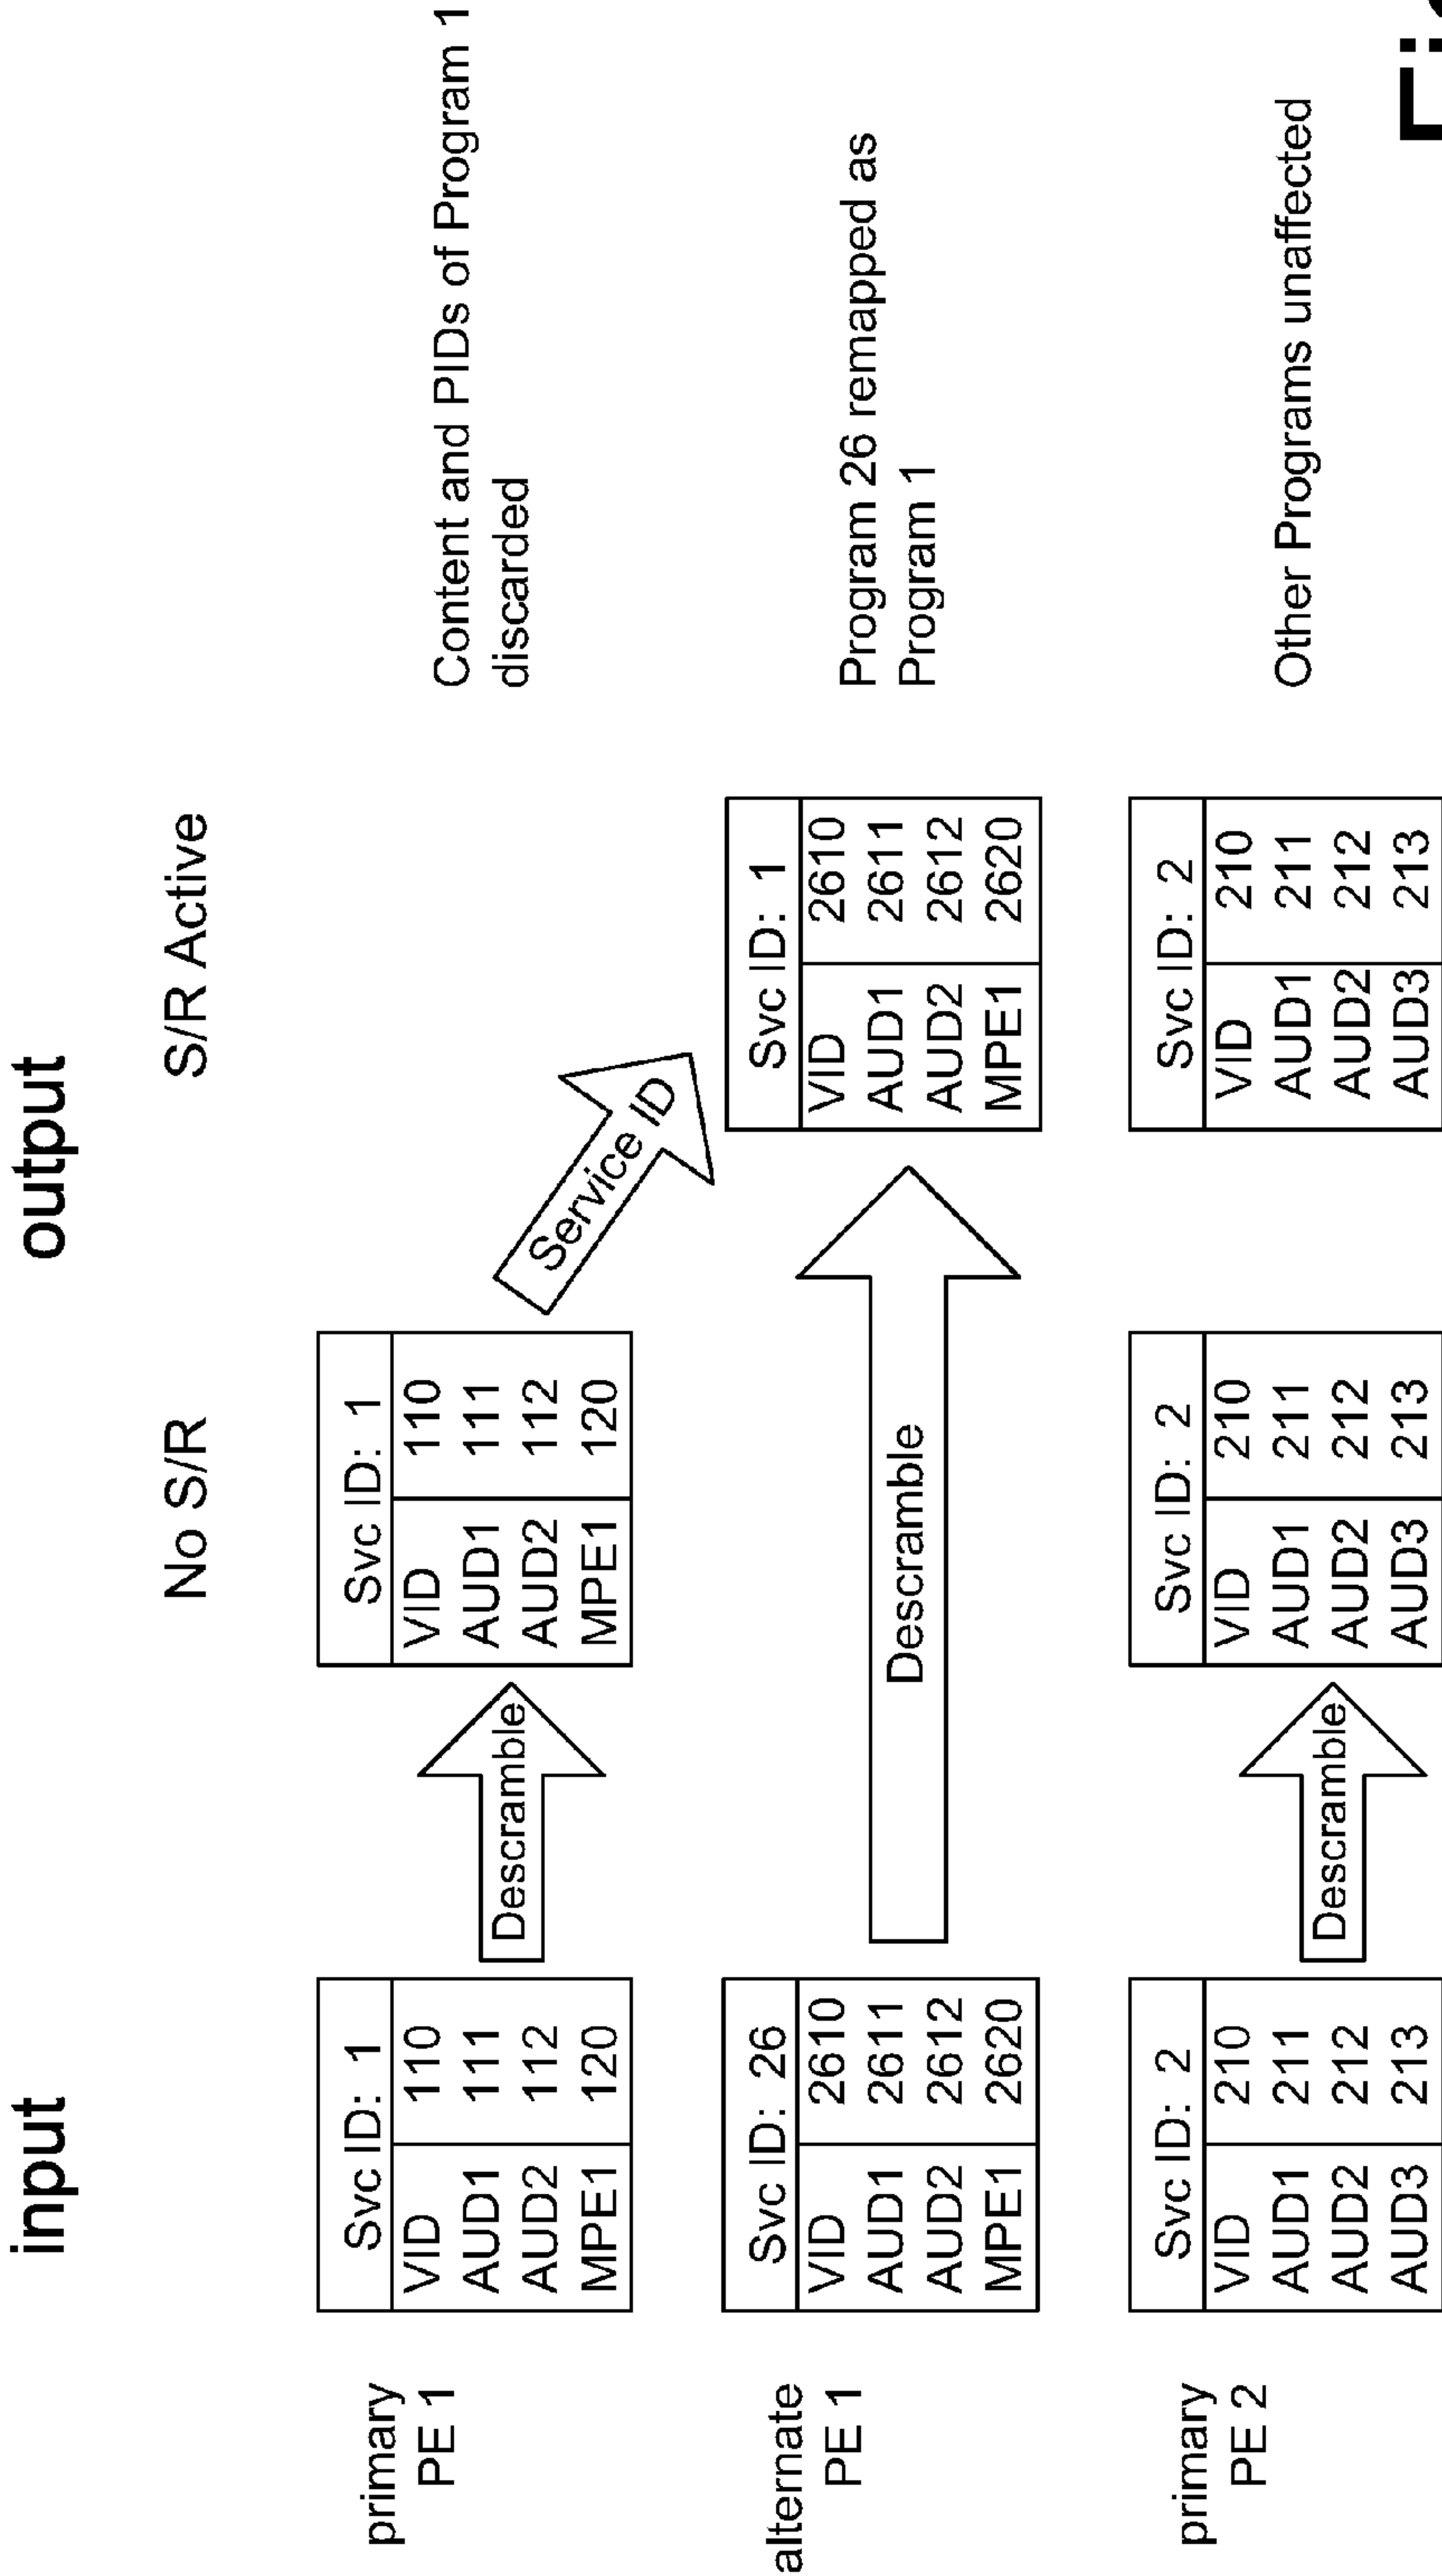 input
output
No S/R
S/R Active
primary
PE 1
Svc ID: 1
VID 110
AUD1 111
AUD2 112
MPE1 120
Descramble
Svc ID: 1
VID 110
AUD1 111
AUD2 112
MPE1 120
Service ID
Content and PIDs of Program 1
discarded
alternate
PE 1
Svc ID: 26
VID 2610
AUD1 2611
AUD2 2612
MPE1 2620
Descramble
Svc ID: 1
VID 2610
AUD1 2611
AUD2 2612
MPE1 2620
Program 26 remapped as
Program 1
primary
PE 2
Svc ID: 2
VID 210
AUD1 211
AUD2 212
AUD3 213
Descramble
Svc ID: 2
VID 210
AUD1 211
AUD2 212
AUD3 213
Svc ID: 2
VID 210
AUD1 211
AUD2 212
AUD3 213
Other Programs unaffected